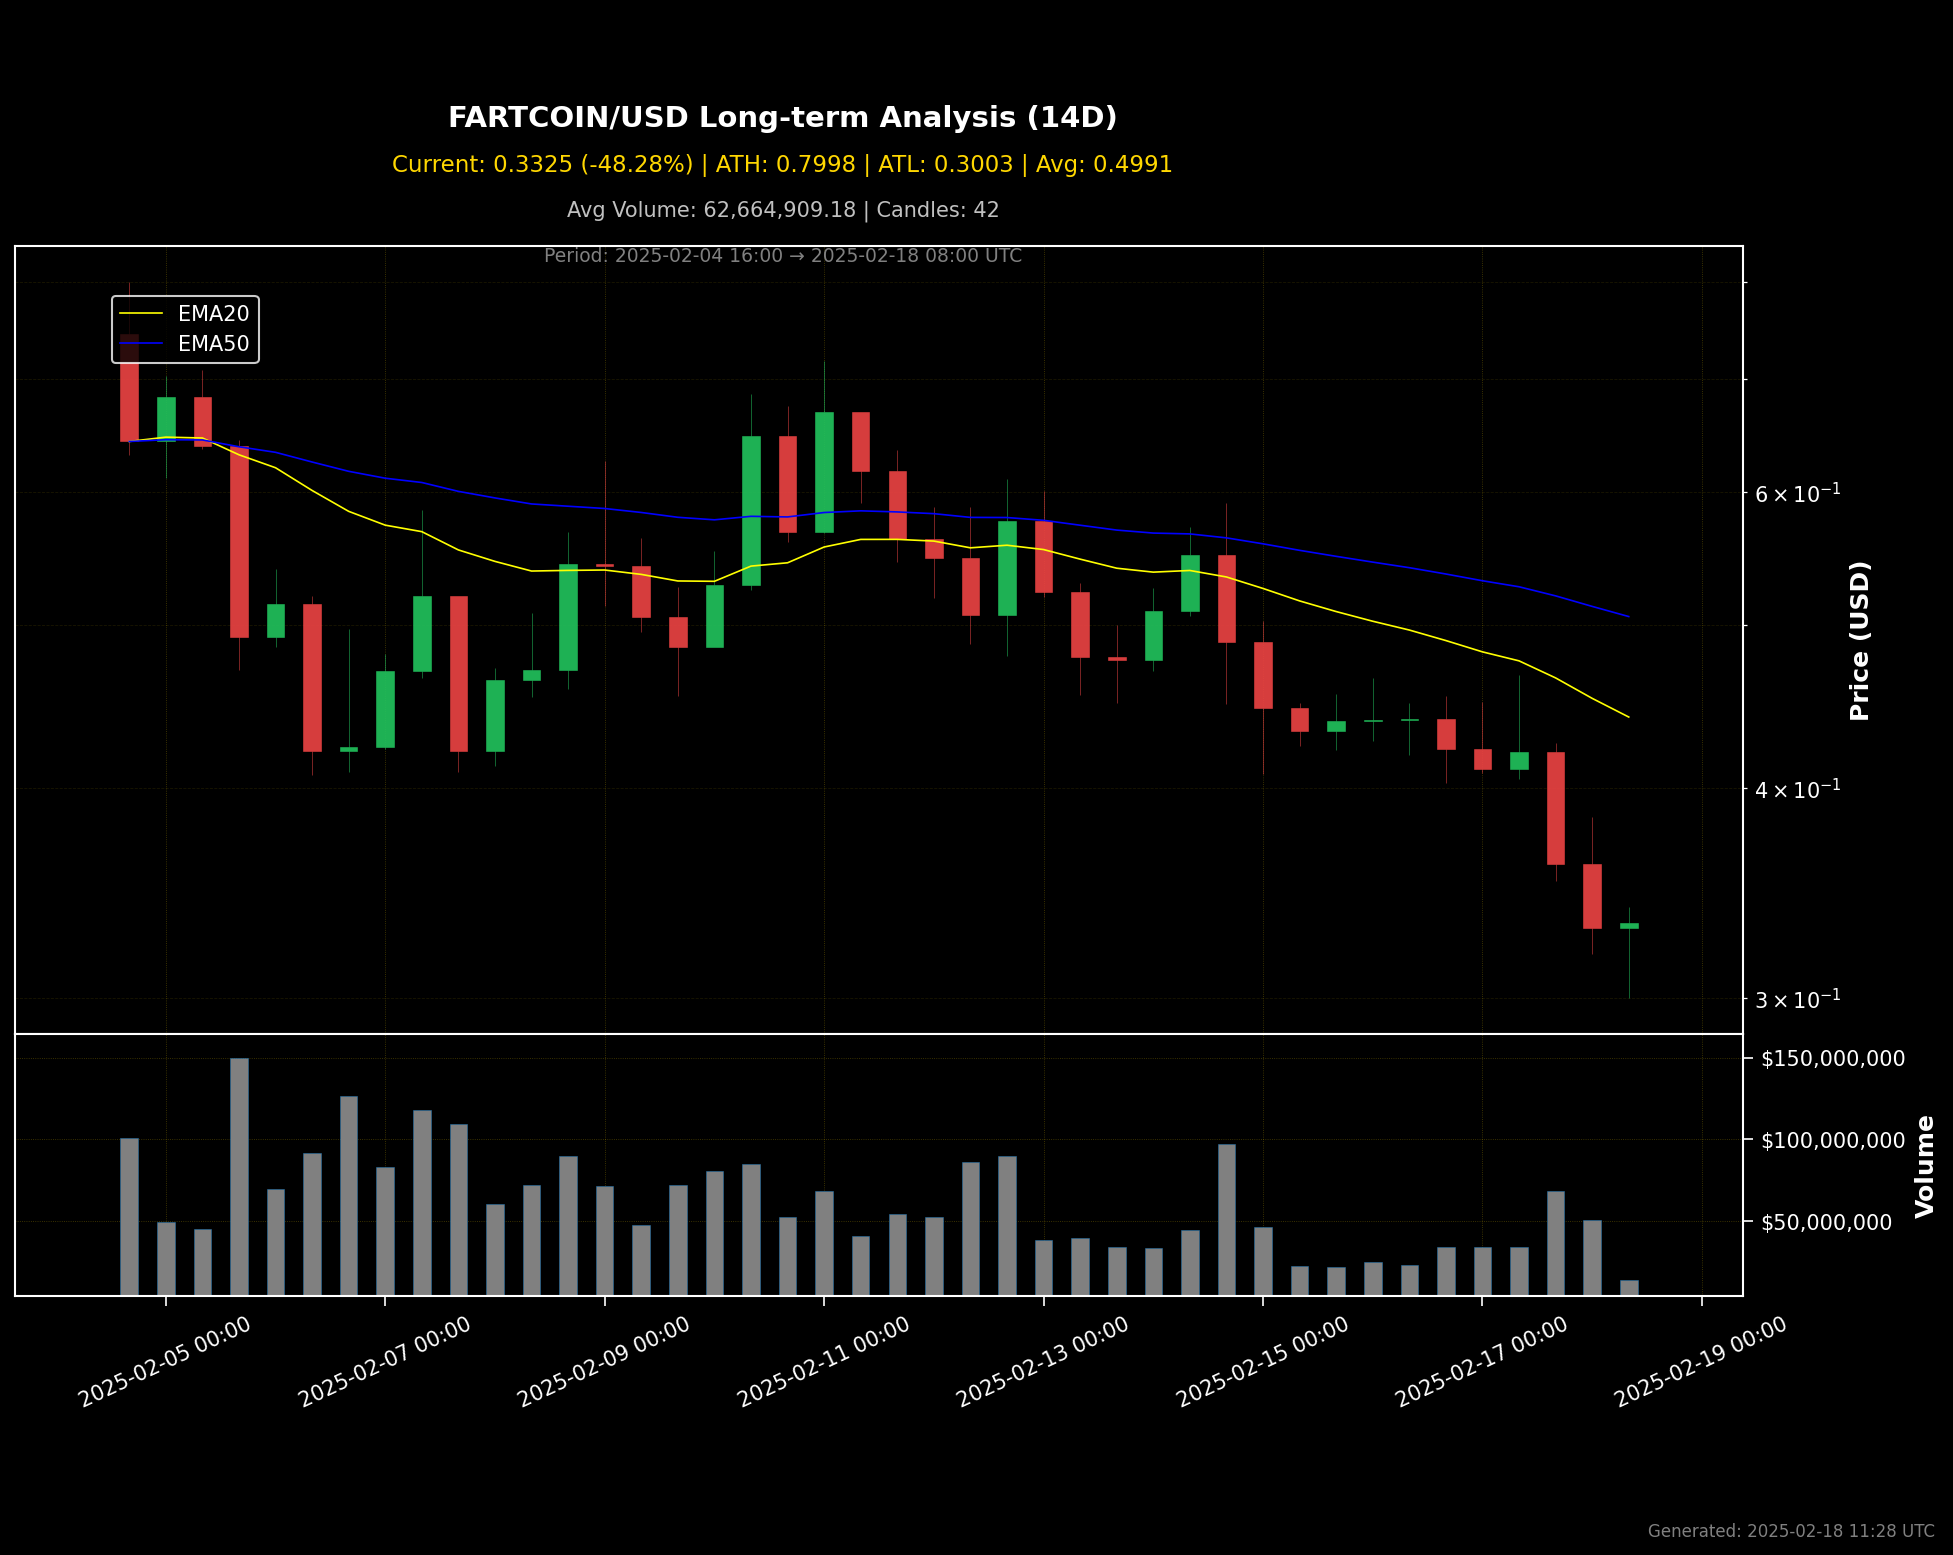 FARTCOIN/USD Long-term Analysis (14D)
Current: 0.3325 (-48.28%) | ATH: 0.7998 | ATL: 0.3003 | Avg: 0.4991
Avg Volume: 62,664,909.18 | Candles: 42
Period: 2025-02-04 16:00 → 2025-02-18 08:00 UTC
EMA20
EMA50
6 × 10⁻¹
4 × 10⁻¹
3 × 10⁻¹
Price (USD)
$150,000,000
$100,000,000
$50,000,000
Volume
2025-02-05 00:00
2025-02-07 00:00
2025-02-09 00:00
2025-02-11 00:00
2025-02-13 00:00
2025-02-15 00:00
2025-02-17 00:00
2025-02-19 00:00
Generated: 2025-02-18 11:28 UTC